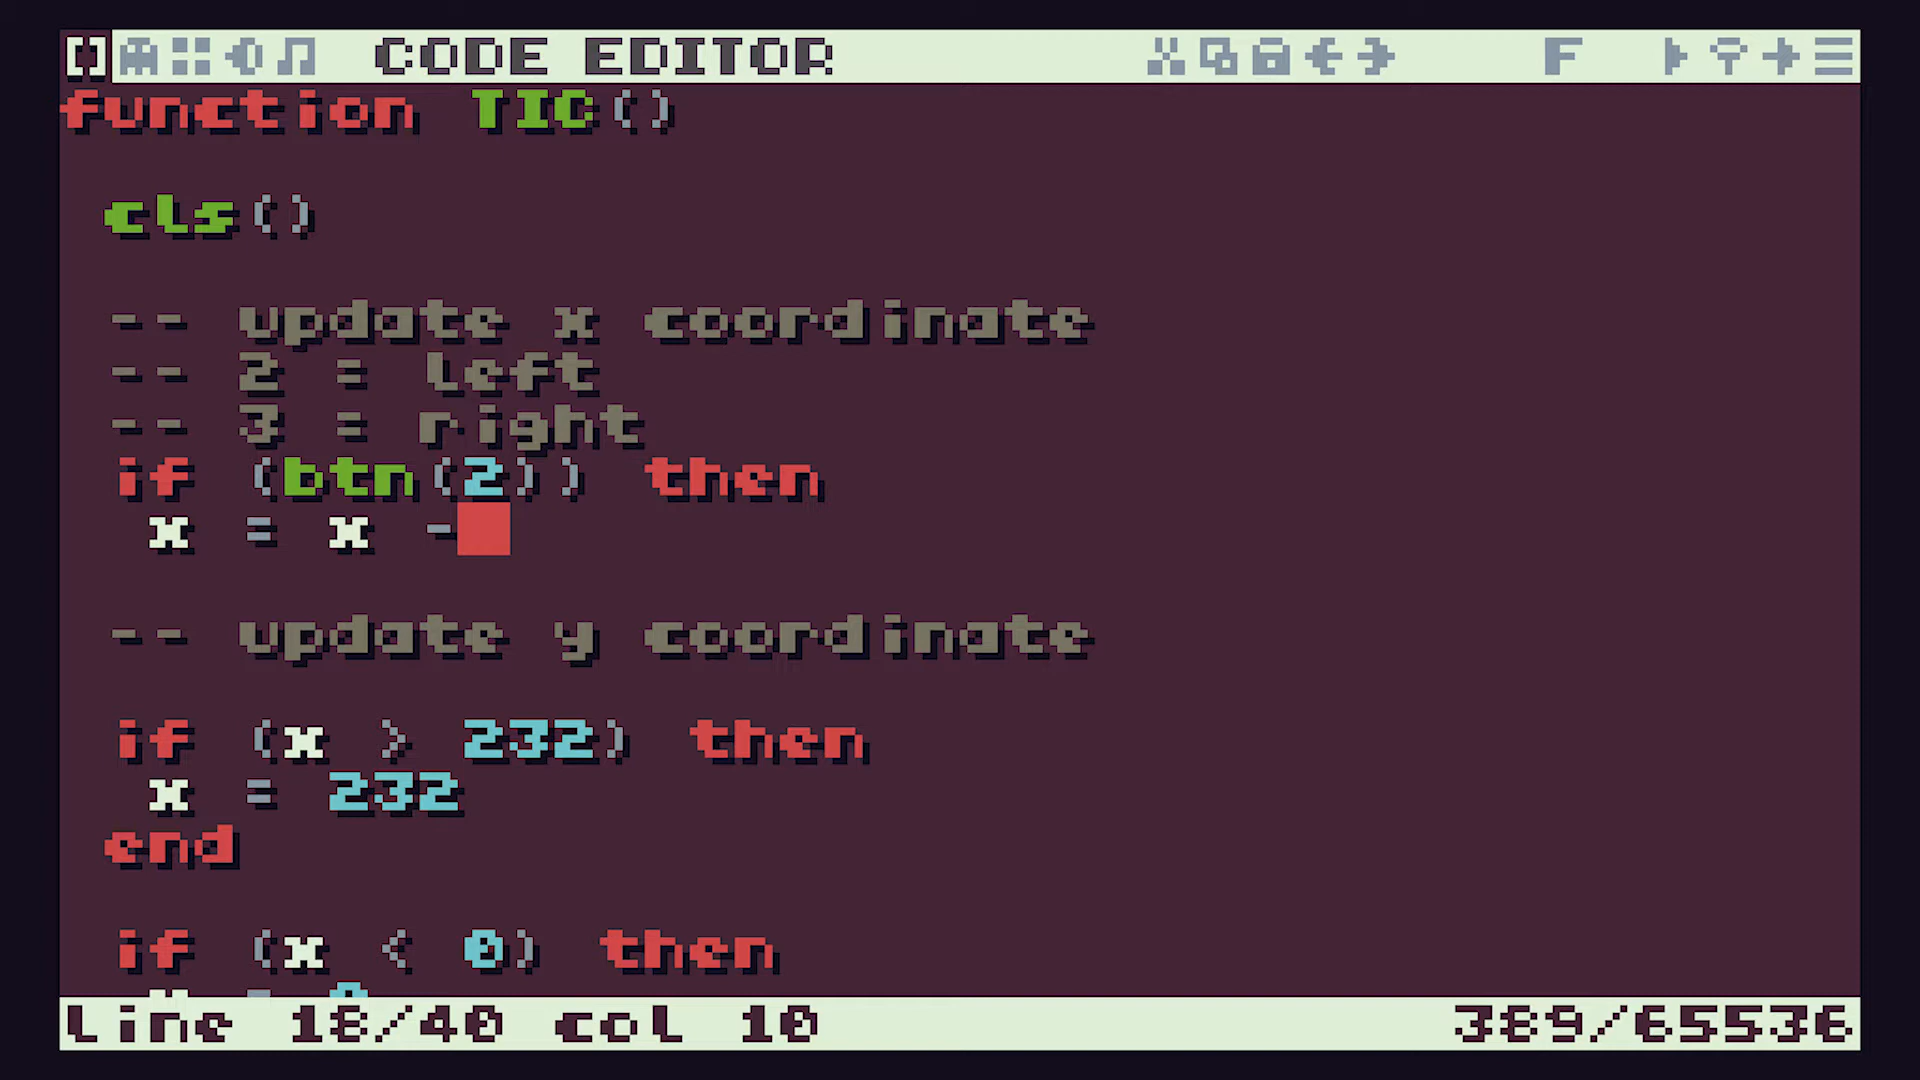 CODE EDITOR F
function TIC()
cls()
-- update x coordinate
-- 2 = left
-- 3 = right
if (btn(2)) then
x = x -
-- update y coordinate
if (x > 232) then
x = 232
end
if (x < 0) then
line 18/40 col 10 389/65536